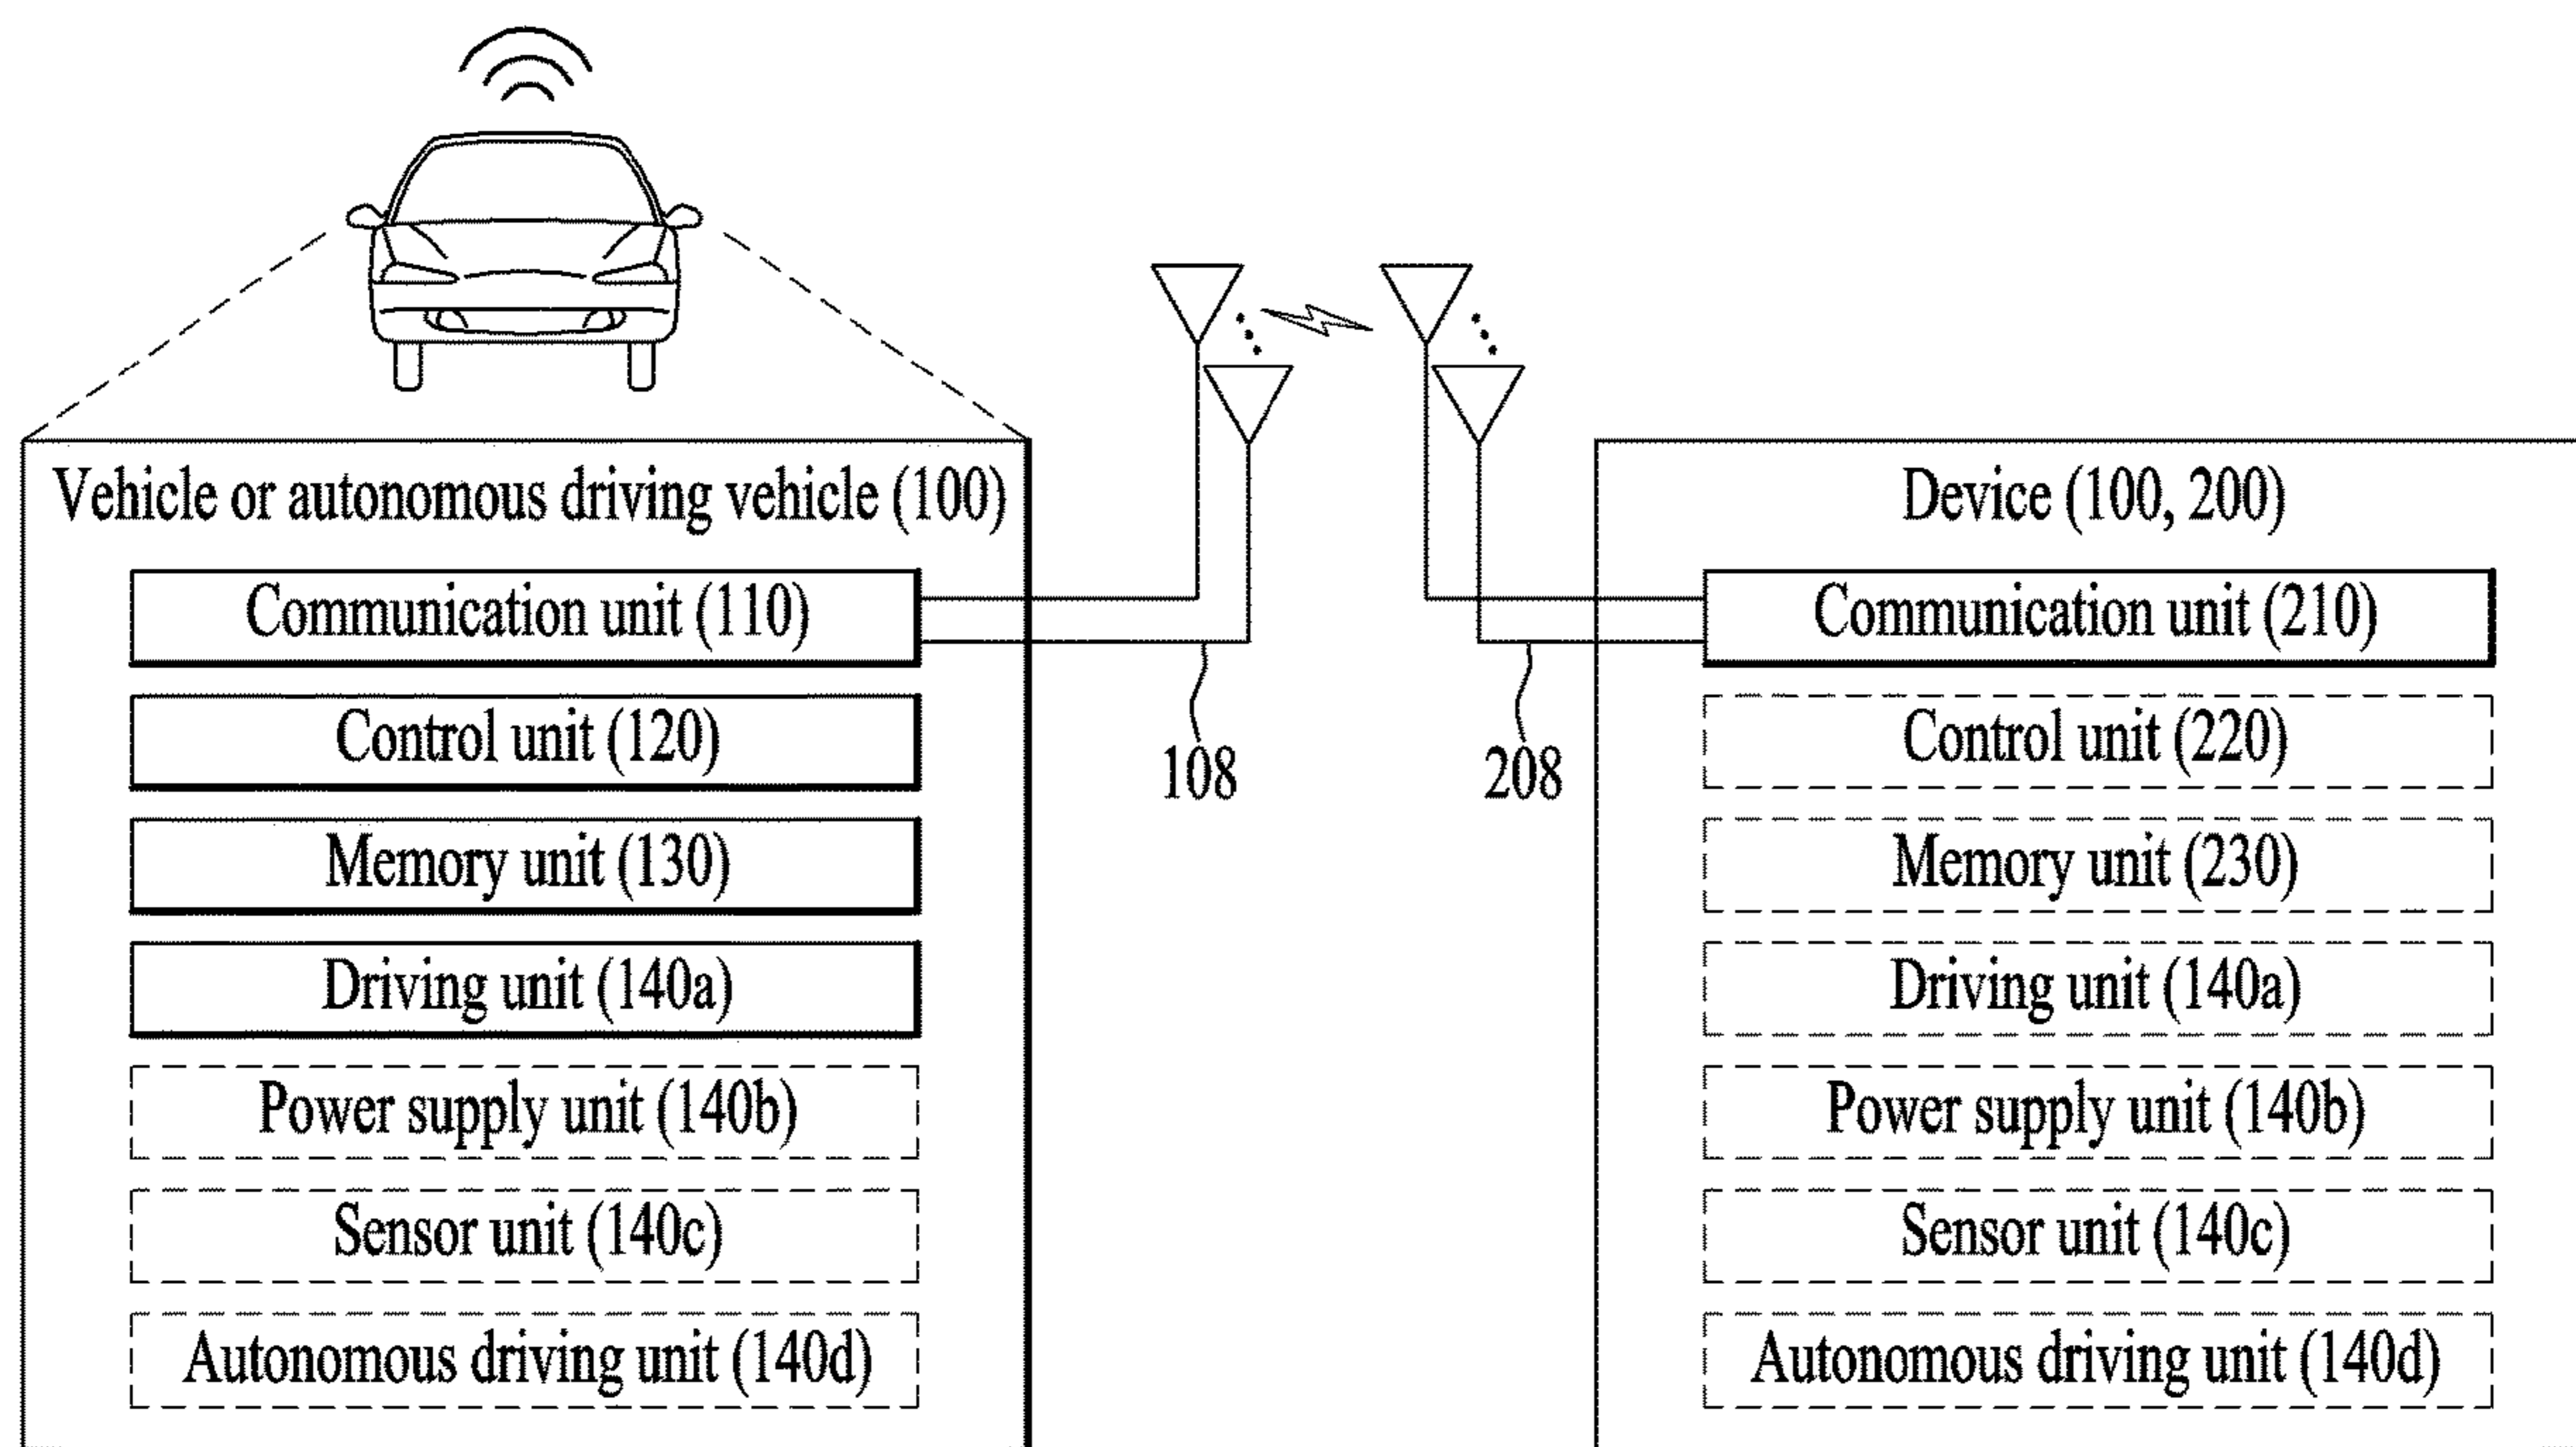 Vehicle or autonomous driving vehicle (100)
Communication unit (110)
Control unit (120)
Memory unit (130)
Driving unit (140a)
Power supply unit (140b)
Sensor unit (140c)
Autonomous driving unit (140d)
108
208
Device (100, 200)
Communication unit (210)
Control unit (220)
Memory unit (230)
Driving unit (140a)
Power supply unit (140b)
Sensor unit (140c)
Autonomous driving unit (140d)